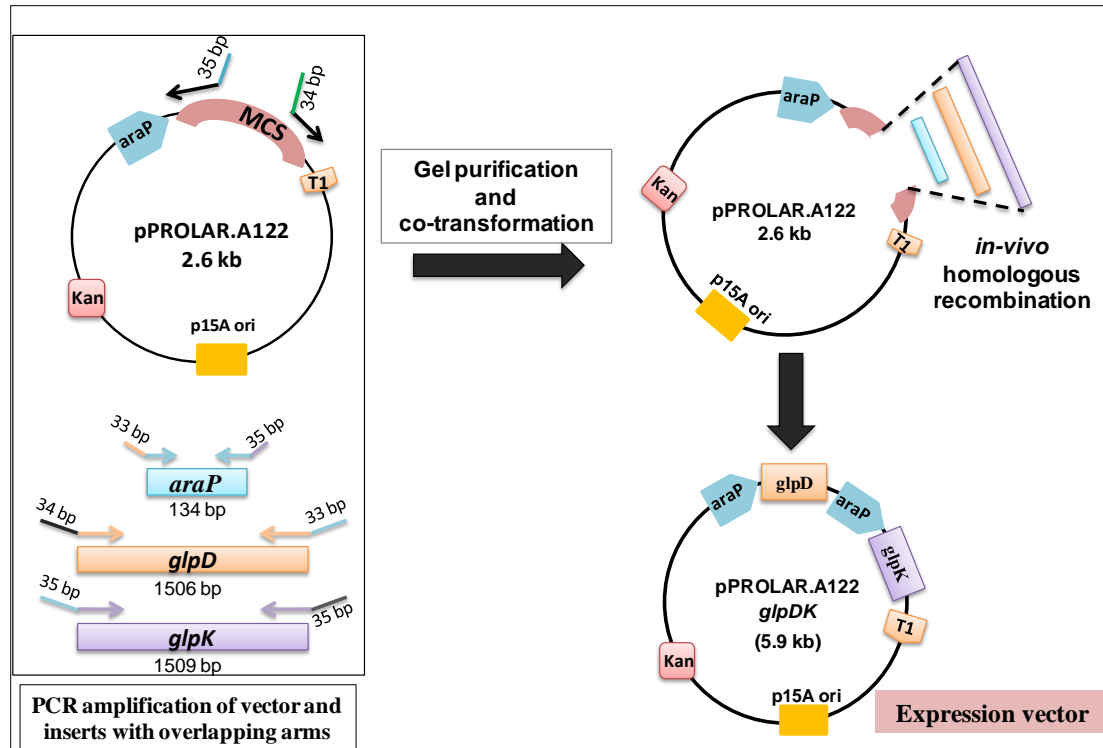 35 bp
34 bp
araP
MCS
T1
pPROLAR.A122
2.6 kb
Kan
p15A ori
33 bp
35 bp
araP
134 bp
34 bp
33 bp
glpD
1506 bp
35 bp
35 bp
glpK
1509 bp
PCR amplification of vector and
inserts with overlapping arms
Gel purification
and
co-transformation
araP
Kan
pPROLAR.A122
2.6 kb
T1
p15A ori
in-vivo
homologous
recombination
araP
glpD
araP
glpK
pPROLAR.A122
glpDK
(5.9 kb)
T1
Kan
p15A ori
Expression vector